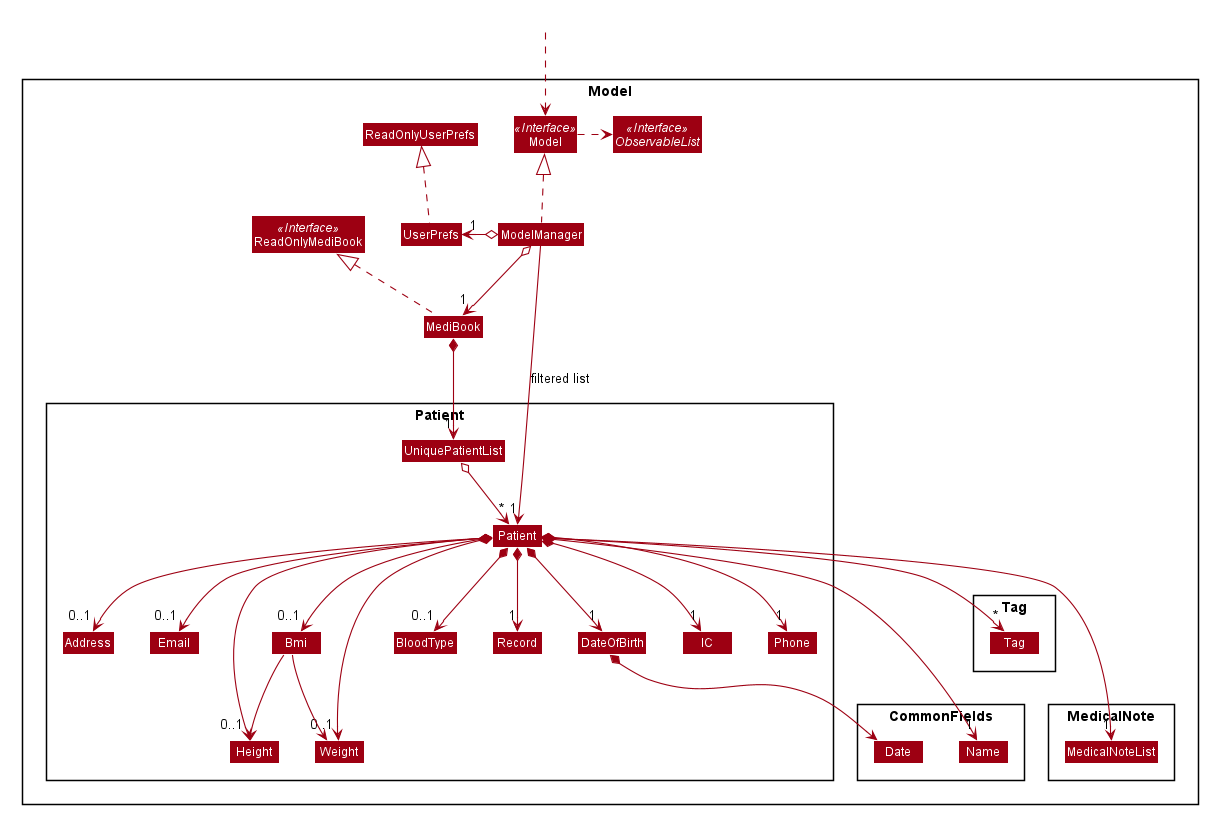 Model
«Interface»
Model
«Interface»
ObservableList
ReadOnlyUserPrefs
«Interface»
ReadOnlyMediBook
UserPrefs
1
ModelManager
1
MediBook
filtered list
Patient
1
UniquePatientList
*
1
Patient
0..1
0..1
0..1
0..1
1
1
1
1
Address
Email
Bmi
BloodType
Record
DateOfBirth
IC
Phone
Tag
*
Tag
0..1
0..1
Height
Weight
CommonFields
1
Date
Name
MedicalNote
1
MedicalNoteList